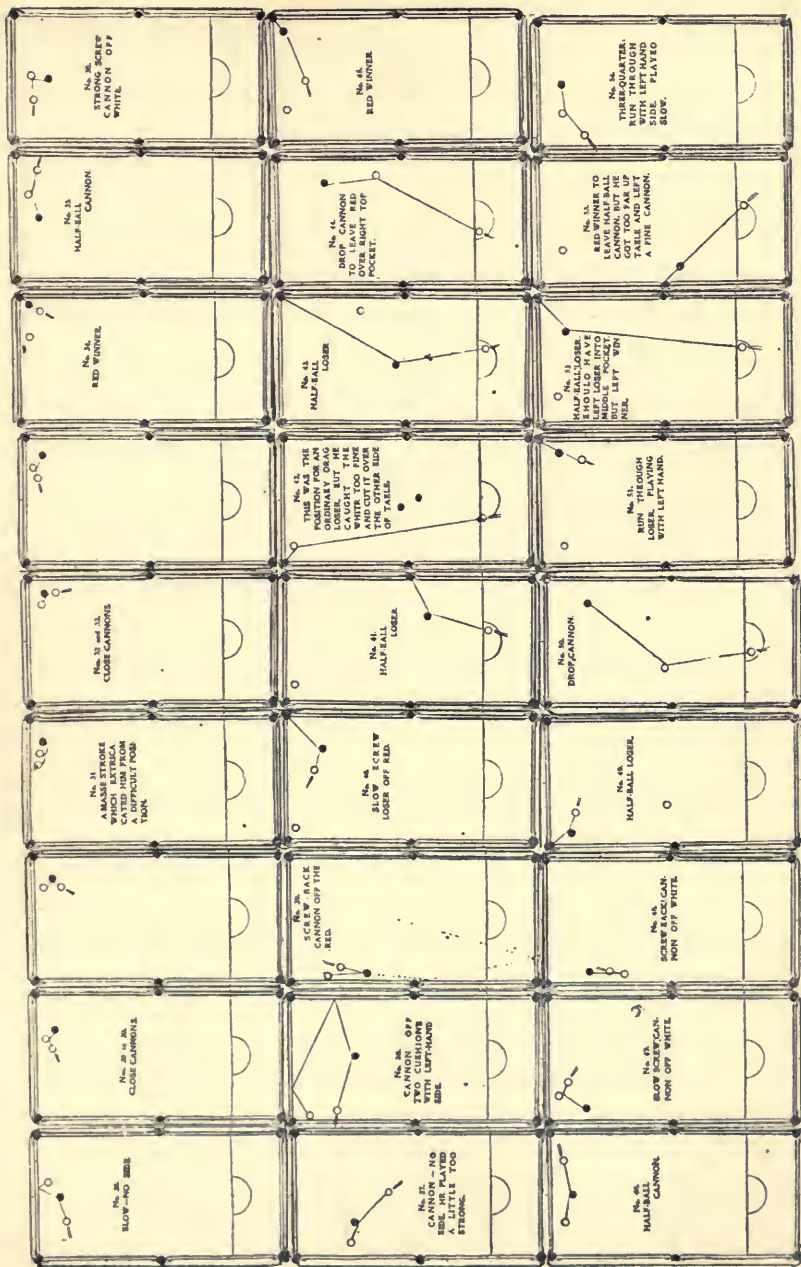 No. 28.
SLOW—NO SIDE
Nos. 29 to 30.
CLOSE CANNONS.
No. 31
A MASSE STROKE
WHICH EXTRICA
CATED HIM FROM
A DIFFICULT POSI-
TION.
Nos. 32 and 33.
CLOSE CANNONS
No. 34.
RED WINNER.
No. 35
HALF-BALL
CANNON.
No. 36.
STRONG SCREW
CANNON OFF
WHITE.
No. 37.
CANNON — NO
SIDE. HE PLAYED
A LITTLE TOO
STRONG.
No. 38.
CANNON OFF
TWO CUSHIONS
WITH LEFT-HAND
SIDE.
No. 39.
SCREW-BACK
CANNON OFF THE
RED.
No. 40.
SLOW SCREW
LOSER OFF RED.
No. 41.
HALF-BALL
LOSER
No. 42.
THIS WAS THE
POSITION FOR AN
ORDINARY DRAG
LOSER. BUT HE
CAUGHT THE
WHITE TOO FINE
AND CUT IT OVER
THE OTHER SIDE
OF TABLE.
No. 43
HALF-BALL
LOSER
No. 44.
DROP CANNON
TO LEAVE RED
OVER RIGHT TOP
POCKET.
No. 45.
RED WINNER
No. 46.
HALF-BALL
CANNON.
No. 47.
SLOW SCREW CAN-
NON OFF WHITE.
No. 48.
SCREW BACK CAN-
NON OFF WHITE.
No. 49.
HALF-BALL LOSER.
No. 50.
DROP CANNON.
No. 51.
RUN THROUGH
LOSER, PLAYING
WITH LEFT HAND.
No. 52
HALF-BALL LOSER.
SHOULD HAVE
LEFT LOSER INTO
MIDDLE POCKET.
BUT LEFT WIN
NER.
No. 53.
RED WINNER TO
LEAVE HALF-BALL
CANNON. BUT HE
GOT TOO FAR UP
TABLE AND LEFT
A FINE CANNON.
No. 54.
THREE-QUARTER.
RUN THROUGH
WITH LEFT HAND
SIDE PLAYED
SLOW.